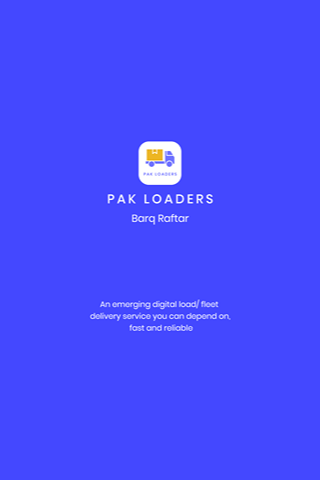 PAK LOADERS
PAK LOADERS
Barq Raftar
An emerging digital load/ fleet
delivery service you can depend on,
fast and reliable